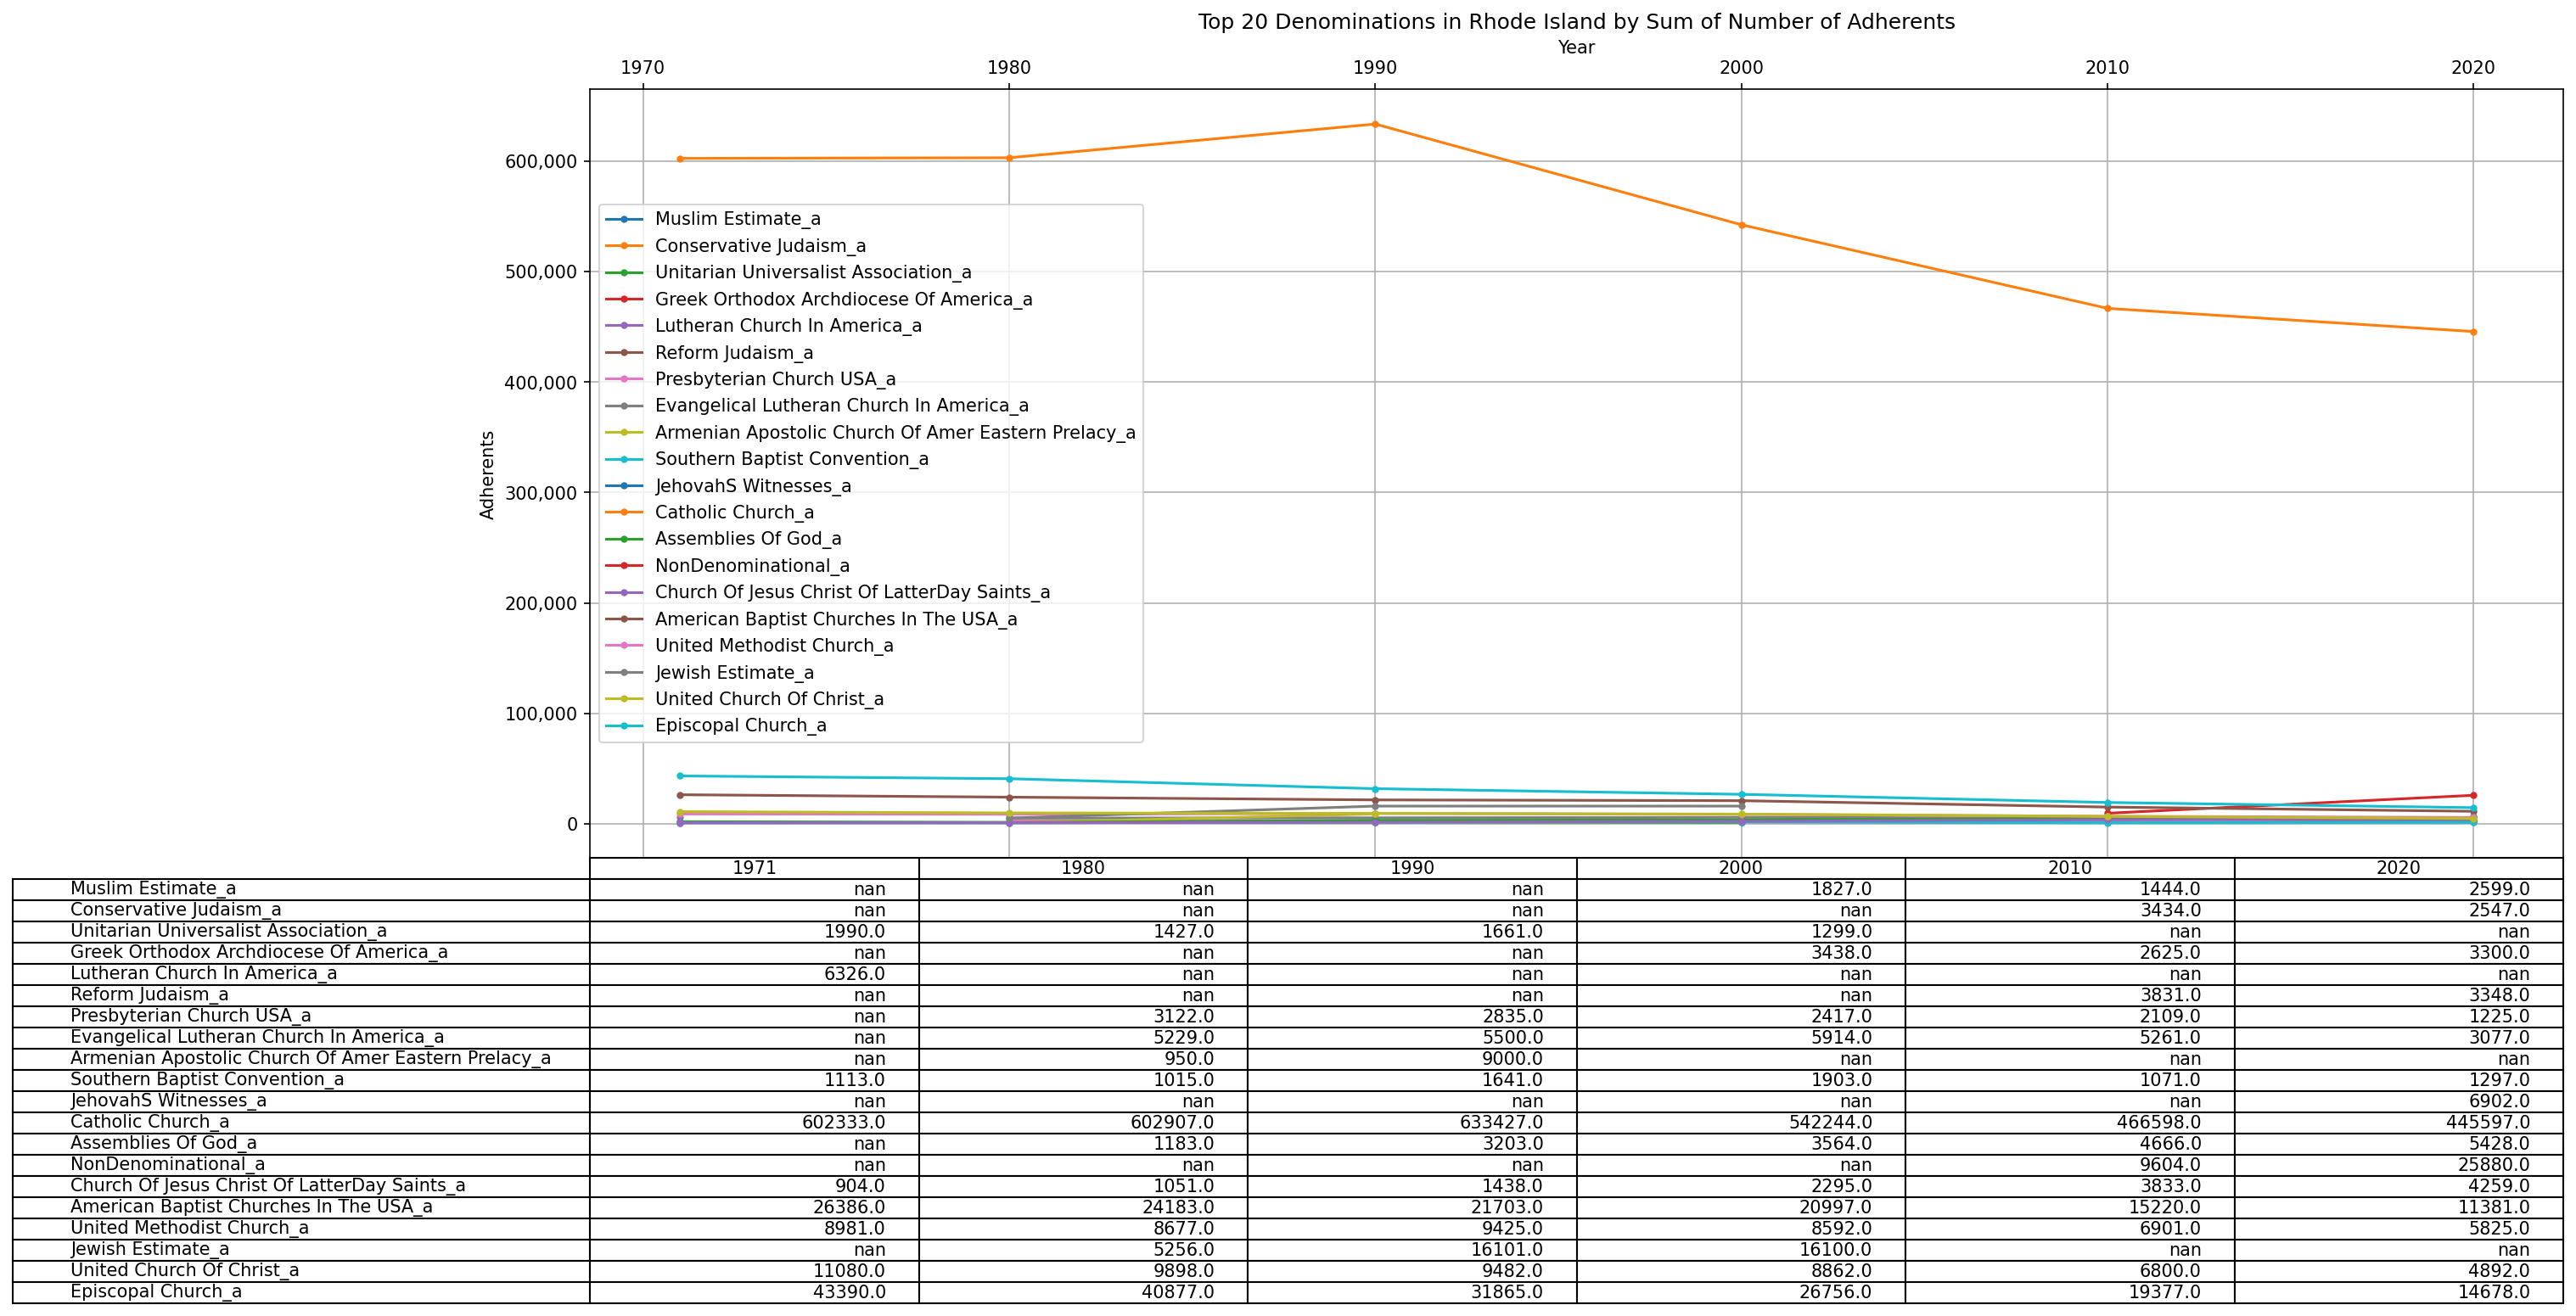 Top 20 Denominations in Rhode Island by Sum of Number of Adherents
Year
1970 1980 1990 2000 2010 2020
600,000
500,000
400,000
300,000
200,000
100,000
0
Adherents
Muslim Estimate_a
Conservative Judaism_a
Unitarian Universalist Association_a
Greek Orthodox Archdiocese Of America_a
Lutheran Church In America_a
Reform Judaism_a
Presbyterian Church USA_a
Evangelical Lutheran Church In America_a
Armenian Apostolic Church Of Amer Eastern Prelacy_a
Southern Baptist Convention_a
JehovahS Witnesses_a
Catholic Church_a
Assemblies Of God_a
NonDenominational_a
Church Of Jesus Christ Of LatterDay Saints_a
American Baptist Churches In The USA_a
United Methodist Church_a
Jewish Estimate_a
United Church Of Christ_a
Episcopal Church_a
1971 1980 1990 2000 2010 2020
Muslim Estimate_a nan nan nan 1827.0 1444.0 2599.0
Conservative Judaism_a nan nan nan nan 3434.0 2547.0
Unitarian Universalist Association_a 1990.0 1427.0 1661.0 1299.0 nan nan
Greek Orthodox Archdiocese Of America_a nan nan nan 3438.0 2625.0 3300.0
Lutheran Church In America_a 6326.0 nan nan nan nan nan
Reform Judaism_a nan nan nan nan 3831.0 3348.0
Presbyterian Church USA_a nan 3122.0 2835.0 2417.0 2109.0 1225.0
Evangelical Lutheran Church In America_a nan 5229.0 5500.0 5914.0 5261.0 3077.0
Armenian Apostolic Church Of Amer Eastern Prelacy_a nan 950.0 9000.0 nan nan nan
Southern Baptist Convention_a 1113.0 1015.0 1641.0 1903.0 1071.0 1297.0
JehovahS Witnesses_a nan nan nan nan nan 6902.0
Catholic Church_a 602333.0 602907.0 633427.0 542244.0 466598.0 445597.0
Assemblies Of God_a nan 1183.0 3203.0 3564.0 4666.0 5428.0
NonDenominational_a nan nan nan nan 9604.0 25880.0
Church Of Jesus Christ Of LatterDay Saints_a 904.0 1051.0 1438.0 2295.0 3833.0 4259.0
American Baptist Churches In The USA_a 26386.0 24183.0 21703.0 20997.0 15220.0 11381.0
United Methodist Church_a 8981.0 8677.0 9425.0 8592.0 6901.0 5825.0
Jewish Estimate_a nan 5256.0 16101.0 16100.0 nan nan
United Church Of Christ_a 11080.0 9898.0 9482.0 8862.0 6800.0 4892.0
Episcopal Church_a 43390.0 40877.0 31865.0 26756.0 19377.0 14678.0